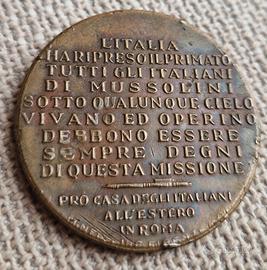 L'ITALIA
HA RIPRESO IL PRIMATO
TUTTI GLI ITALIANI
DI MUSSOLINI
SOTTO QUALUNQUE CIELO
VIVANO ED OPERINO
DEBBONO ESSERE
SEMPRE DEGNI
DI QUESTA MISSIONE
PRO CASA DEGLI ITALIANI
ALL'ESTERO
IN ROMA